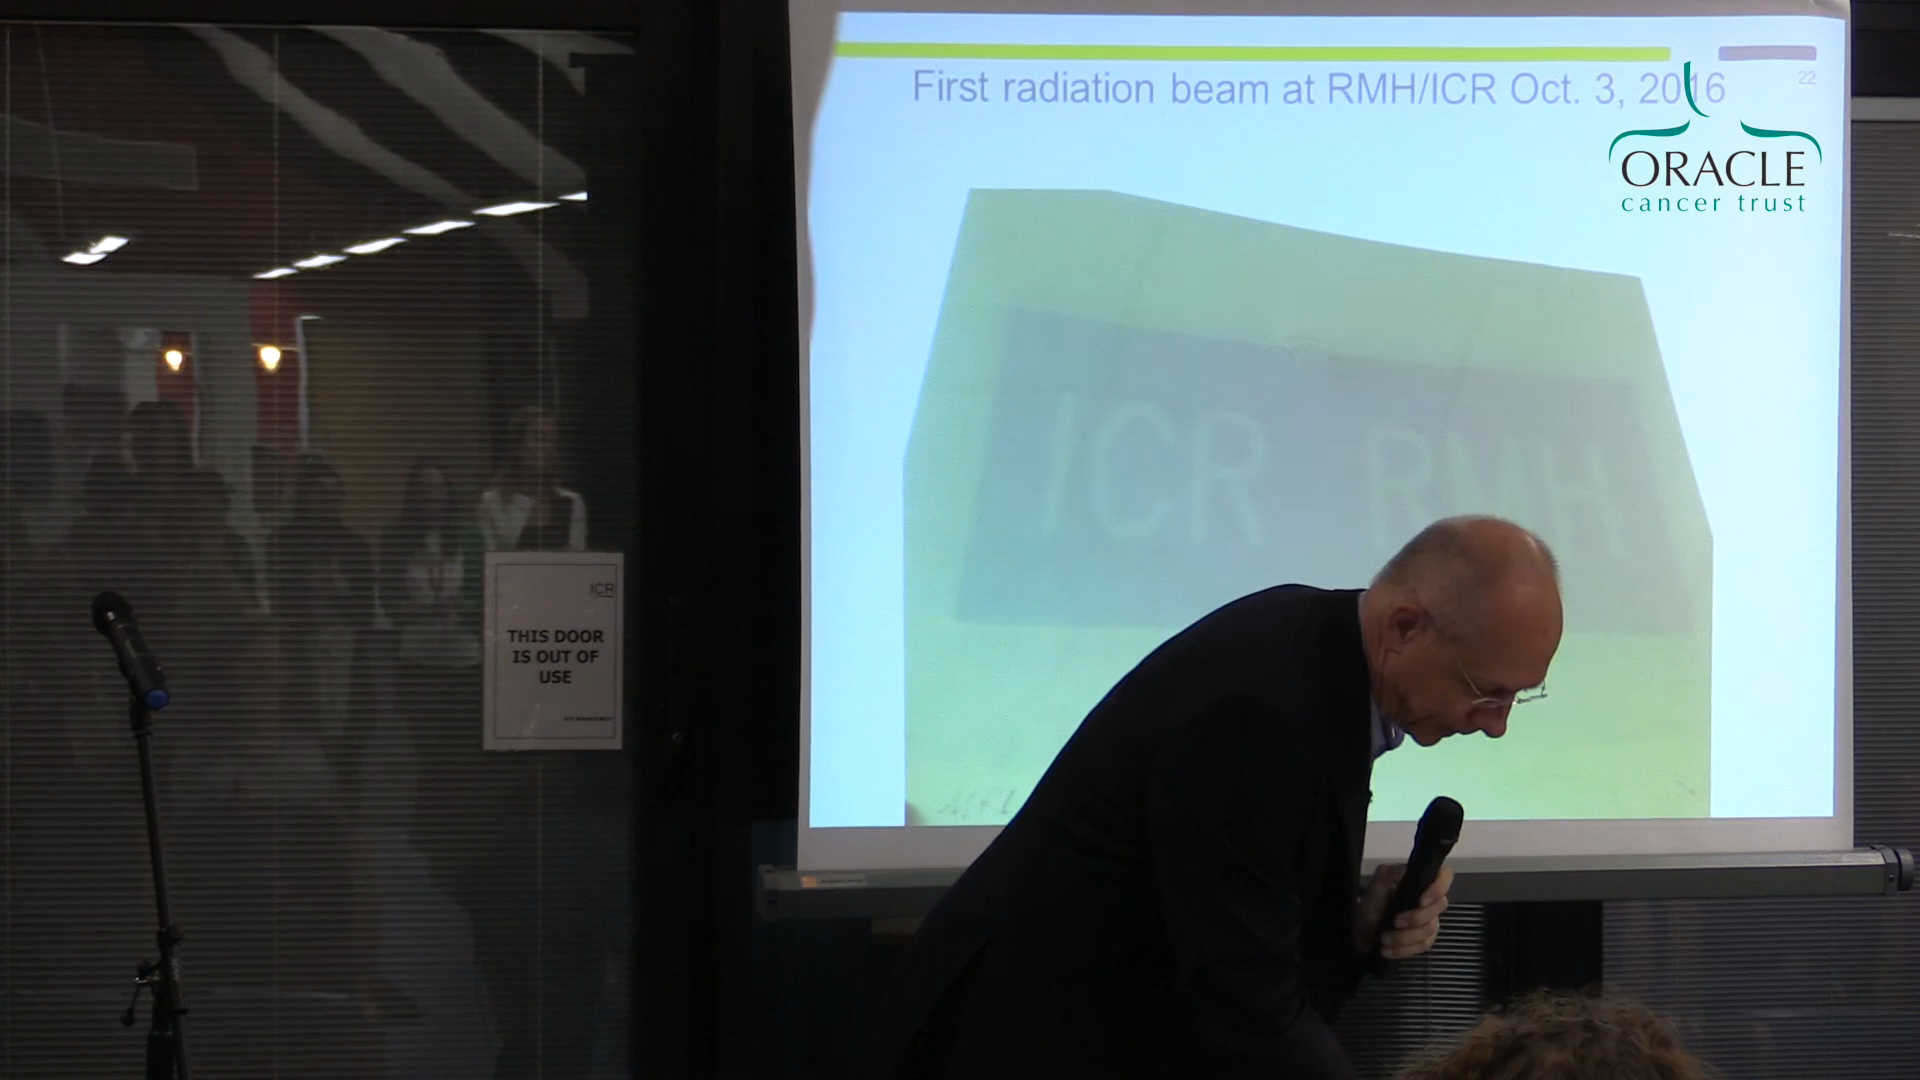 First radiation beam at RMH/ICR Oct. 3, 2016
22
ORACLE
cancer trust
ICR RMH
ICR
THIS DOOR
IS OUT OF
USE